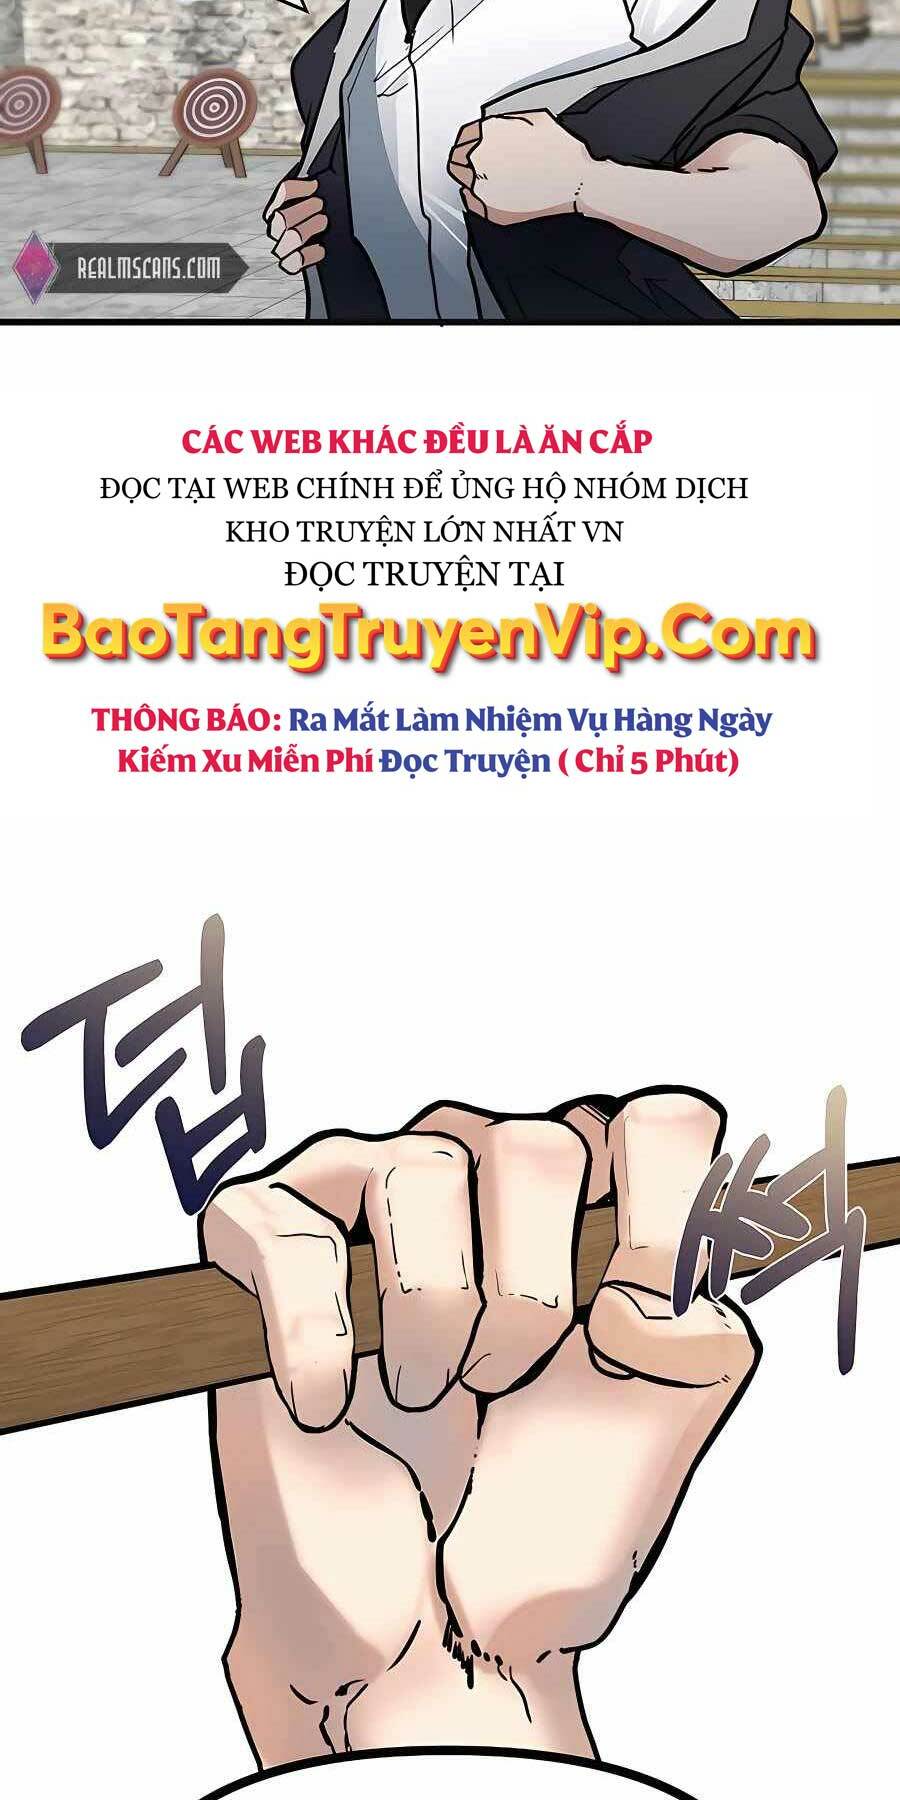 REALMSCANS.COM
CÁC WEB KHÁC ĐỀU LÀ ĂN CẮP
ĐỌC TẠI WEB CHÍNH ĐỂ ỦNG HỘ NHÓM DỊCH
KHO TRUYỆN LỚN NHẤT VN
ĐỌC TRUYỆN TẠI
BaoTangTruyenVip.Com
THÔNG BÁO: Ra Mắt Làm Nhiệm Vụ Hàng Ngày
Kiếm Xu Miễn Phí Đọc Truyện ( Chỉ 5 Phút)
텁
쩍